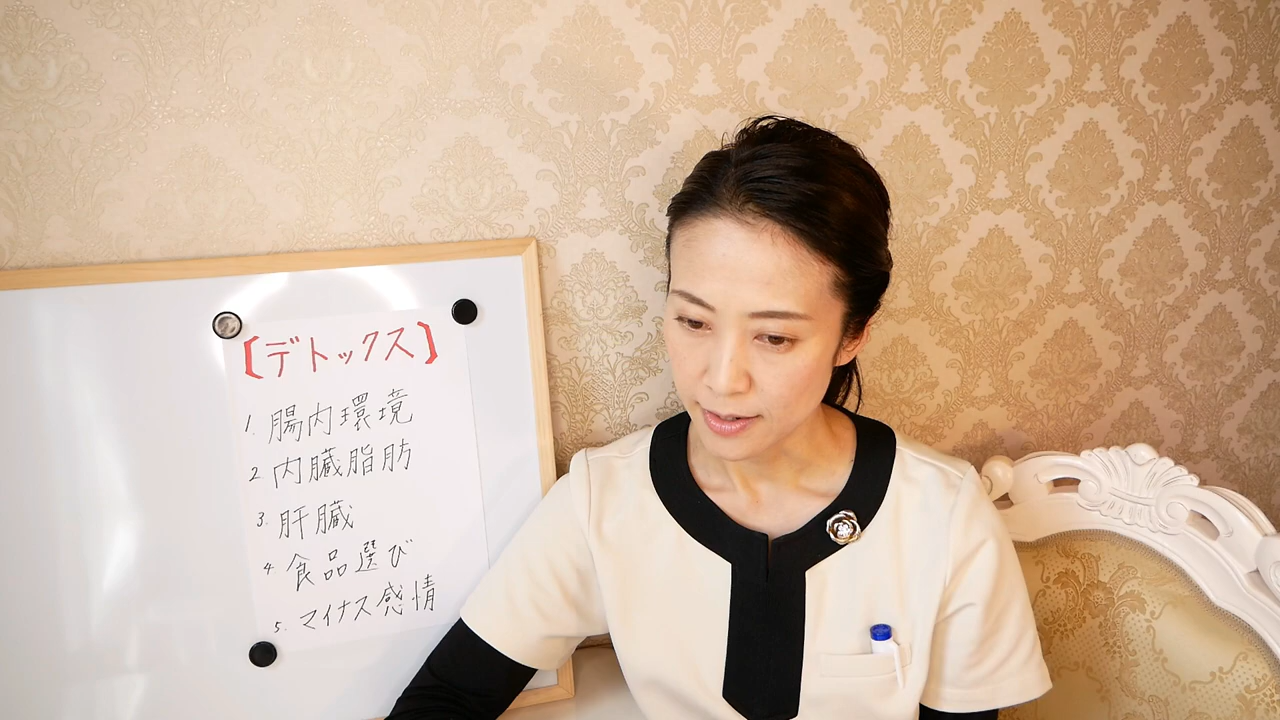 【デトックス】
1. 腸内環境
2 内臓脂肪
3. 肝臓
4 食品選び
5. マイナス感情